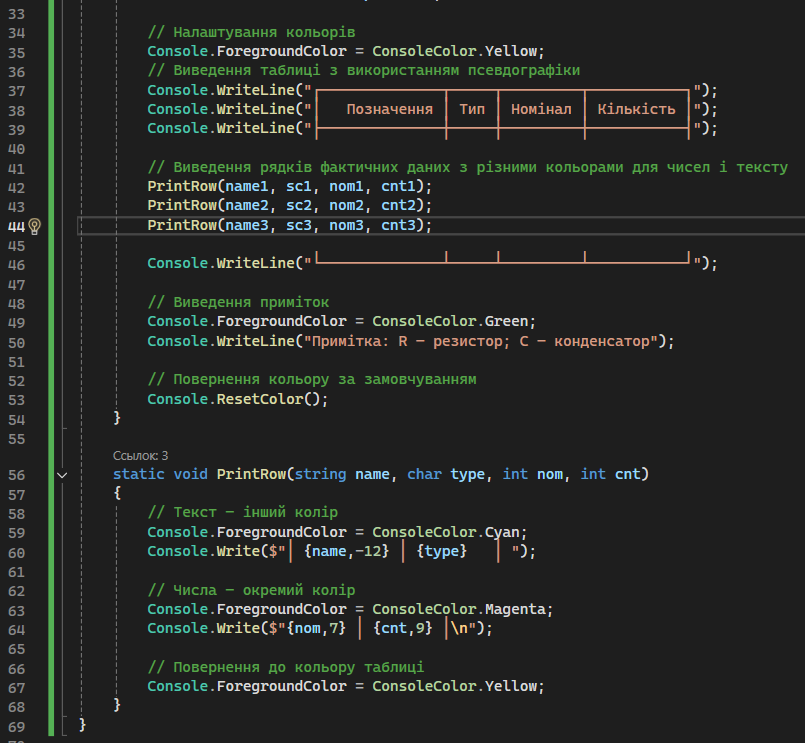 33
34 // Налаштування кольорів
35 Console.ForegroundColor = ConsoleColor.Yellow;
36 // Виведення таблиці з використанням псевдографіки
37 Console.WriteLine("┌──────────────┬─────┬─────────┬───────────┐");
38 Console.WriteLine("│   Позначення │ Тип │ Номінал │ Кількість │");
39 Console.WriteLine("├──────────────┼─────┼─────────┼───────────┤");
40
41 // Виведення рядків фактичних даних з різними кольорами для чисел і тексту
42 PrintRow(name1, sc1, nom1, cnt1);
43 PrintRow(name2, sc2, nom2, cnt2);
44 PrintRow(name3, sc3, nom3, cnt3);
45
46 Console.WriteLine("└──────────────┴─────┴─────────┴───────────┘");
47
48 // Виведення приміток
49 Console.ForegroundColor = ConsoleColor.Green;
50 Console.WriteLine("Примітка: R – резистор; C – конденсатор");
51
52 // Повернення кольору за замовчуванням
53 Console.ResetColor();
54 }
55
Ссылок: 3
56 static void PrintRow(string name, char type, int nom, int cnt)
57 {
58 // Текст – інший колір
59 Console.ForegroundColor = ConsoleColor.Cyan;
60 Console.Write($"│ {name,-12} │ {type}   │ ");
61
62 // Числа – окремий колір
63 Console.ForegroundColor = ConsoleColor.Magenta;
64 Console.Write($"{nom,7} │ {cnt,9} │\n");
65
66 // Повернення до кольору таблиці
67 Console.ForegroundColor = ConsoleColor.Yellow;
68 }
69 }